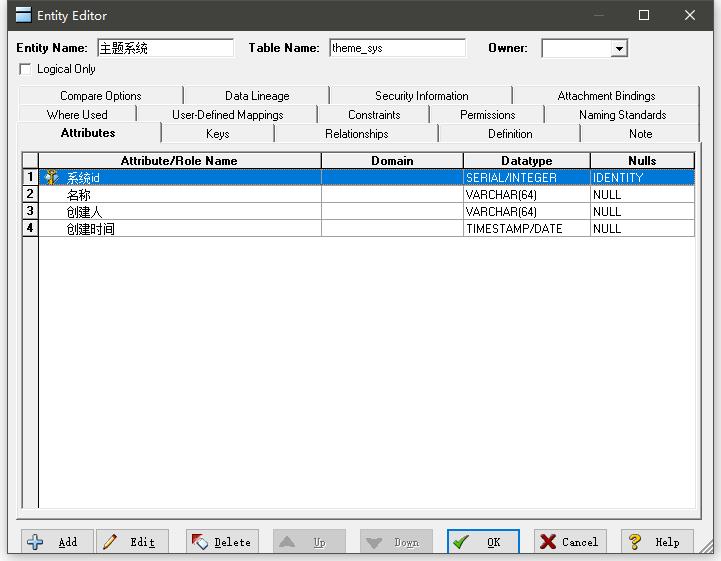 Entity Editor
Entity Name: 主题系统 Table Name: theme_sys Owner:
Logical Only
Compare Options Data Lineage Security Information Attachment Bindings
Where Used User-Defined Mappings Constraints Permissions Naming Standards
Attributes Keys Relationships Definition Note
Attribute/Role Name Domain Datatype Nulls
1 系统id SERIAL/INTEGER IDENTITY
2 名称 VARCHAR(64) NULL
3 创建人 VARCHAR(64) NULL
4 创建时间 TIMESTAMP/DATE NULL
Add Edit Delete Up Down OK Cancel Help